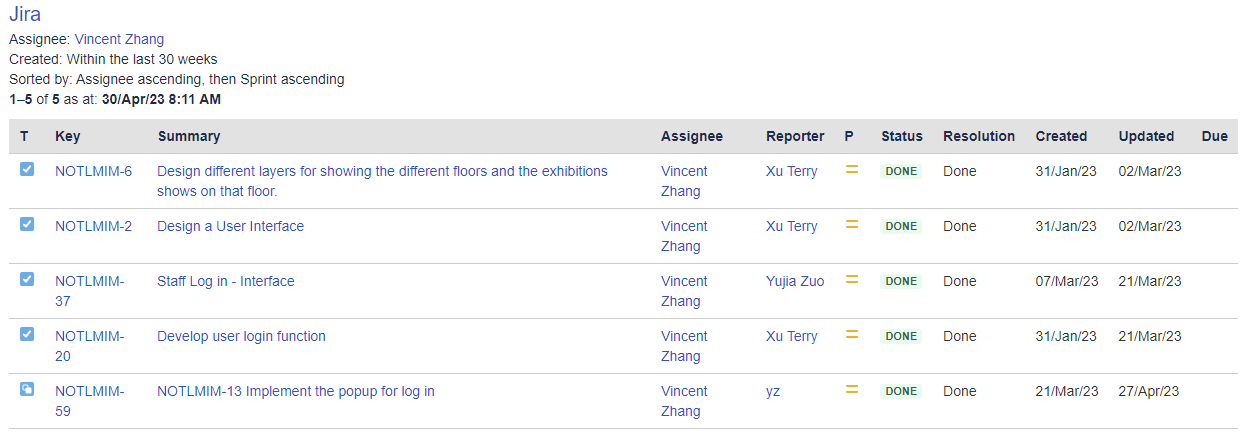 Jira
Assignee: Vincent Zhang
Created: Within the last 30 weeks
Sorted by: Assignee ascending, then Sprint ascending
1–5 of 5 as at: 30/Apr/23 8:11 AM
T Key Summary Assignee Reporter P Status Resolution Created Updated Due
NOTLMIM-6 Design different layers for showing the different floors and the exhibitions Vincent Xu Terry DONE Done 31/Jan/23 02/Mar/23
shows on that floor. Zhang
NOTLMIM-2 Design a User Interface Vincent Xu Terry DONE Done 31/Jan/23 02/Mar/23
Zhang
NOTLMIM- Staff Log in - Interface Vincent Yujia Zuo DONE Done 07/Mar/23 21/Mar/23
37 Zhang
NOTLMIM- Develop user login function Vincent Xu Terry DONE Done 31/Jan/23 21/Mar/23
20 Zhang
NOTLMIM- NOTLMIM-13 Implement the popup for log in Vincent yz DONE Done 21/Mar/23 27/Apr/23
59 Zhang